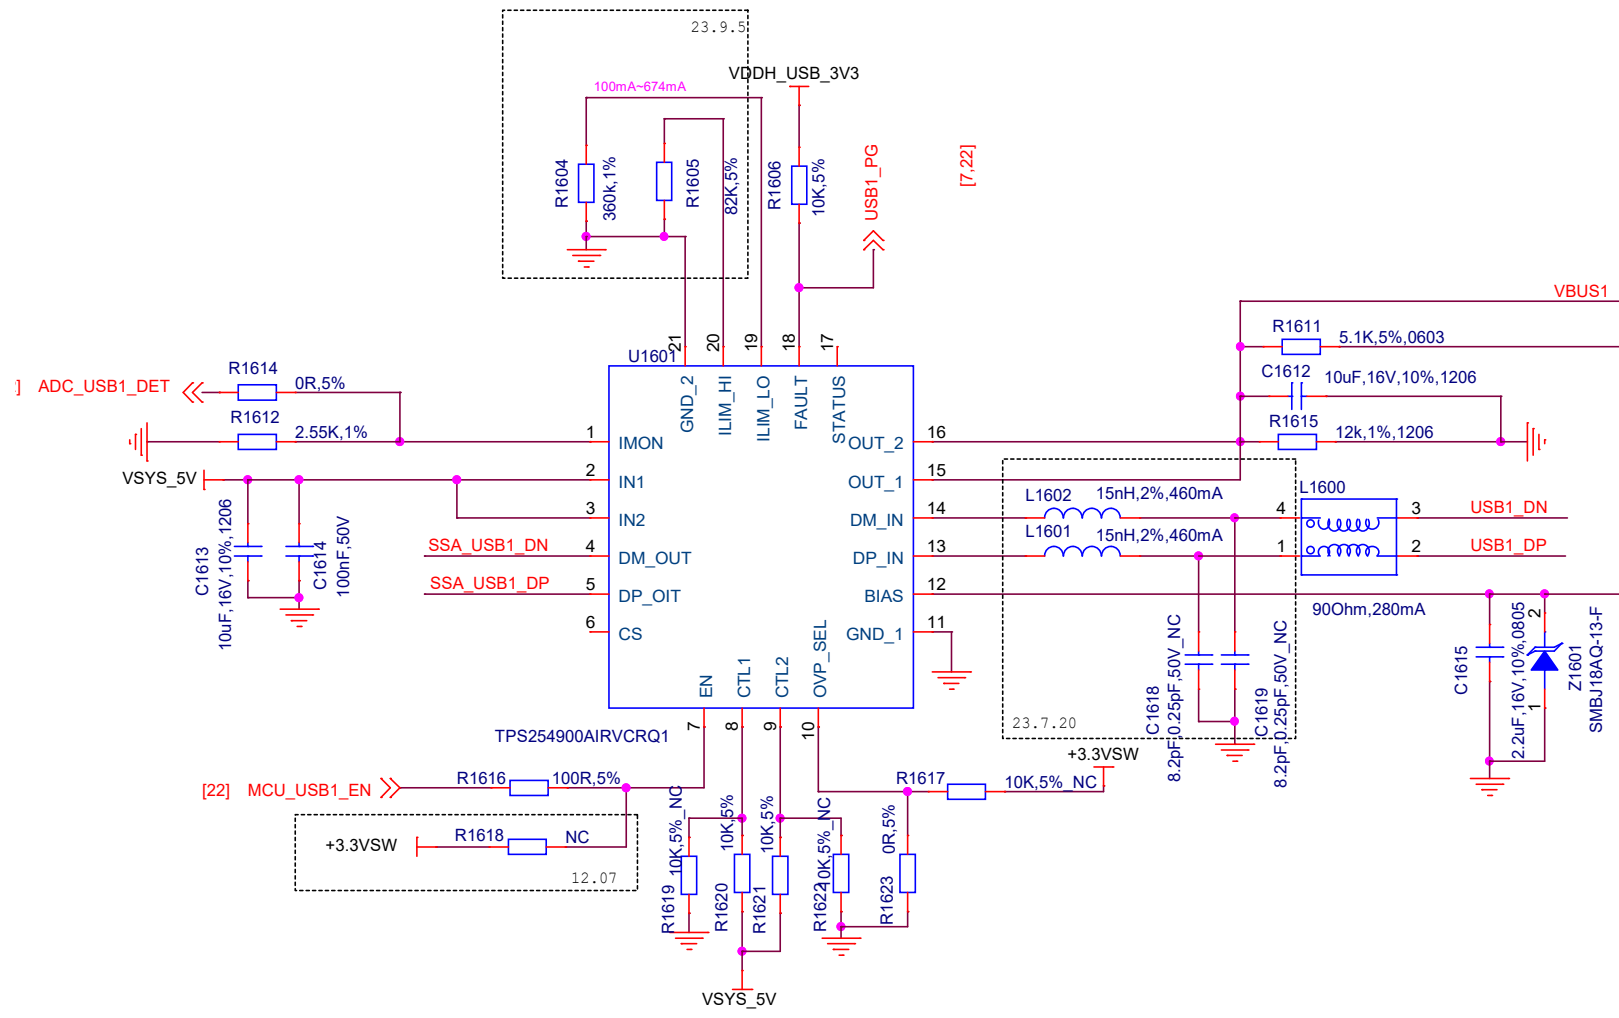 23.9.5
VDDH_USB_3V3
100mA~674mA
R1604
360k,1%
R1605
82K,5%
R1606
10K,5%
USB1_PG
[7,22]
VBUS1
R1611
5.1K,5%,0603
C1612
10uF,16V,10%,1206
R1615
12k,1%,1206
U1601
21
20
19
18
17
GND_2
ILIM_HI
ILIM_LO
FAULT
STATUS
R1614
0R,5%
] ADC_USB1_DET
R1612
2.55K,1%
1
IMON
OUT_2
16
VSYS_5V
2
IN1
OUT_1
15
3
IN2
DM_IN
14
SSA_USB1_DN
4
DM_OUT
DP_IN
13
SSA_USB1_DP
5
DP_OIT
BIAS
12
6
CS
GND_1
11
C1613
10uF,16V,10%,1206
C1614
100nF,50V
EN
CTL1
CTL2
OVP_SEL
7
8
9
10
TPS254900AIRVCRQ1
L1602
15nH,2%,460mA
L1601
15nH,2%,460mA
L1600
4
3
1
2
USB1_DN
USB1_DP
90Ohm,280mA
C1618
8.2pF,0.25pF,50V_NC
C1619
8.2pF,0.25pF,50V_NC
23.7.20
C1615
2.2uF,16V,10%,0805
2
1
Z1601
SMBJ18AQ-13-F
[22] MCU_USB1_EN
R1616
100R,5%
+3.3VSW
R1618
NC
12.07
R1619
10K,5%_NC
R1620
10K,5%
R1621
10K,5%
R1622
10K,5%_NC
R1623
0R,5%
R1617
10K,5%_NC
+3.3VSW
VSYS_5V